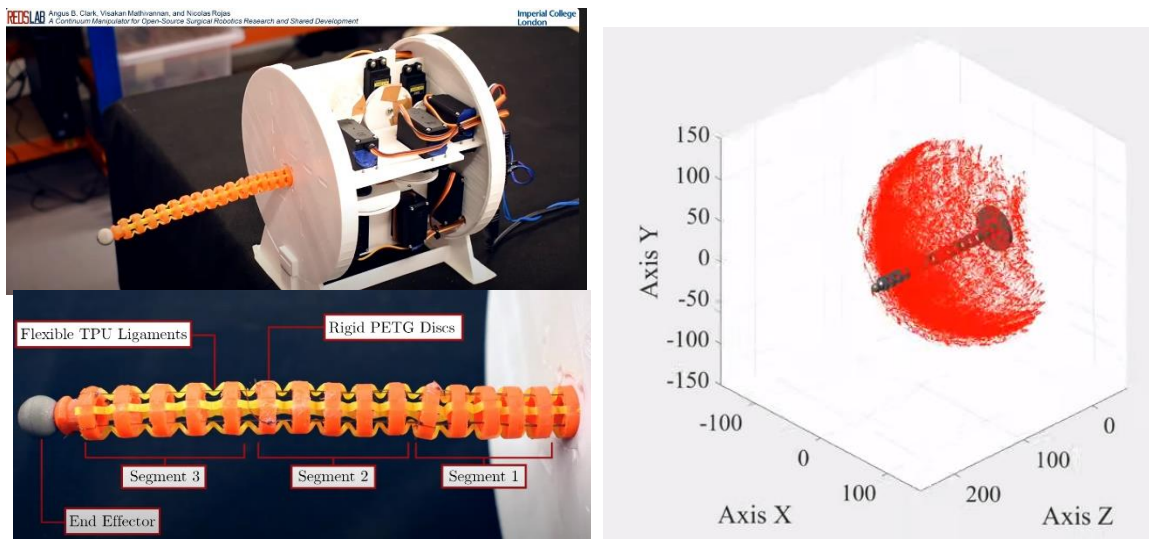 REDSLAB
Angus B. Clark, Visakan Mathivannan, and Nicolas Rojas
A Continuum Manipulator for Open-Source Surgical Robotics Research and Shared Development
Imperial College
London
Flexible TPU Ligaments
Rigid PETG Discs
Segment 3
Segment 2
Segment 1
End Effector
150
100
50
0
-50
-100
-150
Axis Y
-100
0
100
Axis X
200
100
0
Axis Z